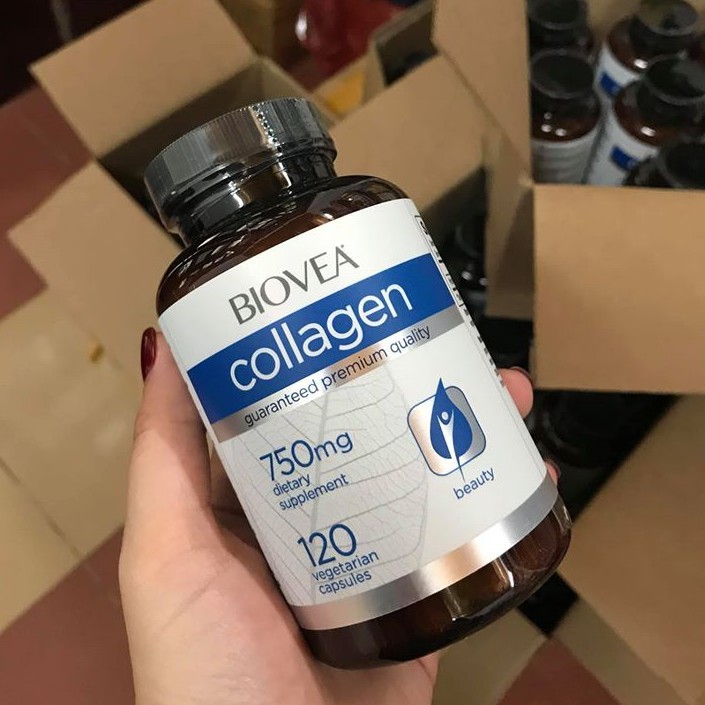 BIOVEA
collagen
guaranteed premium quality
750mg
dietary
supplement
beauty
120
vegetarian
capsules